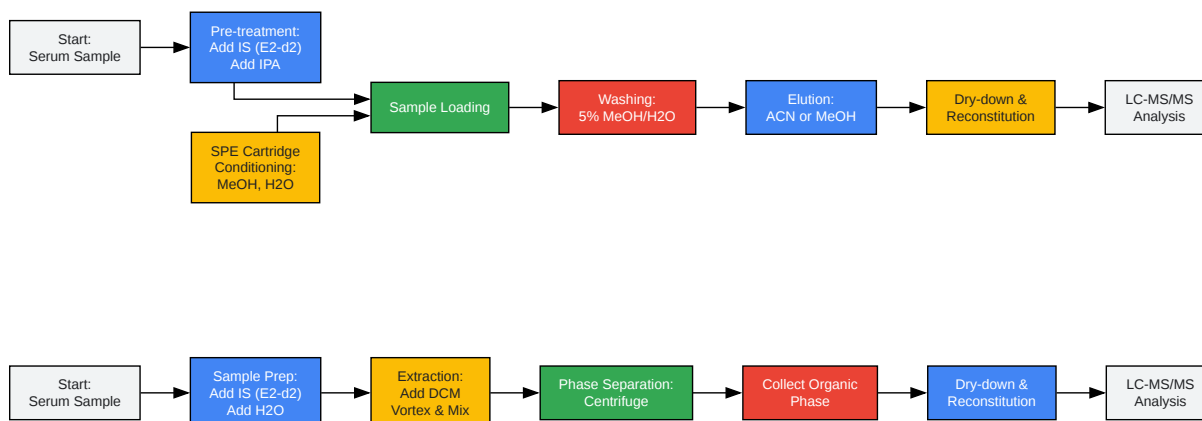 Start:
Serum Sample
Pre-treatment:
Add IS (E2-d2)
Add IPA
SPE Cartridge
Conditioning:
MeOH, H2O
Sample Loading
Washing:
5% MeOH/H2O
Elution:
ACN or MeOH
Dry-down &
Reconstitution
LC-MS/MS
Analysis
Start:
Serum Sample
Sample Prep:
Add IS (E2-d2)
Add H2O
Extraction:
Add DCM
Vortex & Mix
Phase Separation:
Centrifuge
Collect Organic
Phase
Dry-down &
Reconstitution
LC-MS/MS
Analysis